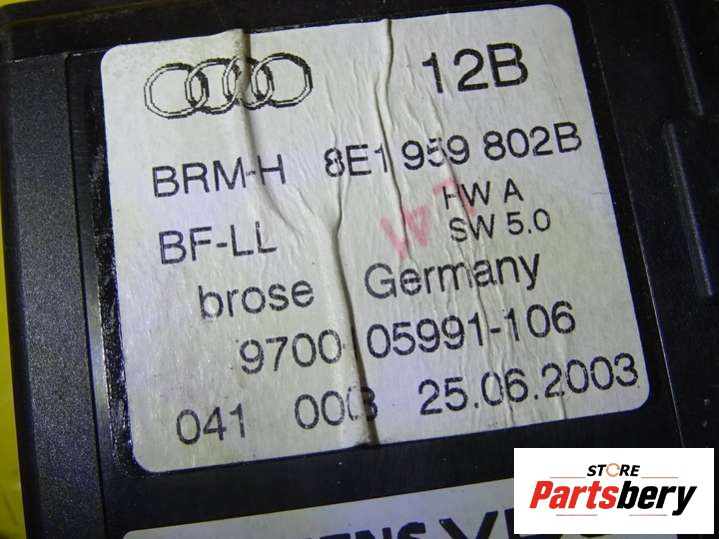 12B
BRM-H 8E1 959 802B
HW A
BF-LL SW 5.0
brose Germany
9700 05991-106
041 003 25.06.2003
STORE
Partsbery